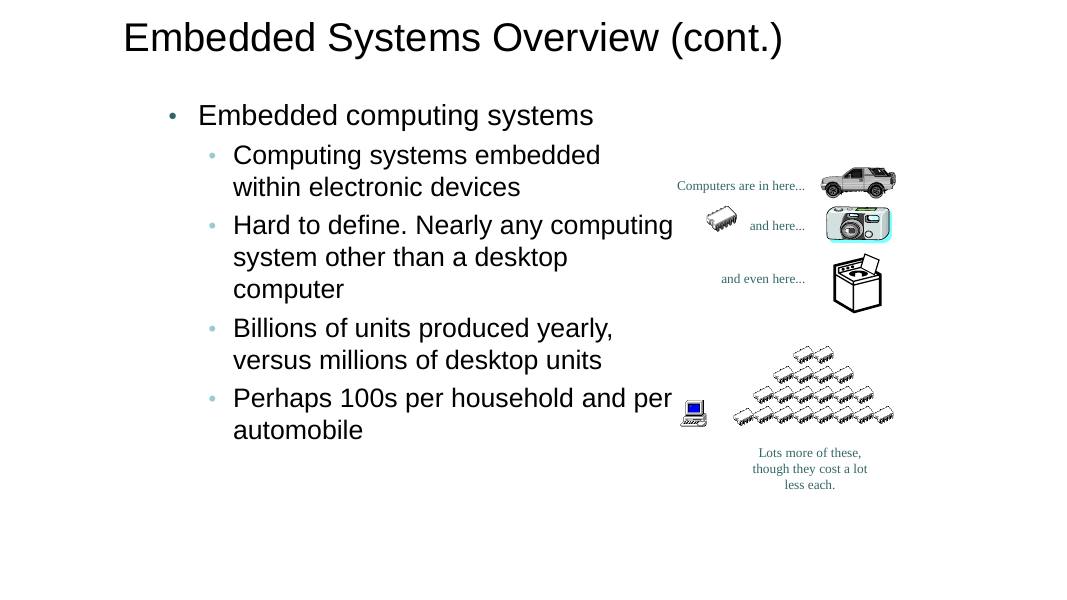 Embedded Systems Overview (cont.)
• Embedded computing systems
• Computing systems embedded
within electronic devices
• Hard to define. Nearly any computing
system other than a desktop
computer
• Billions of units produced yearly,
versus millions of desktop units
• Perhaps 100s per household and per
automobile
Computers are in here...
and here...
and even here...
Lots more of these,
though they cost a lot
less each.